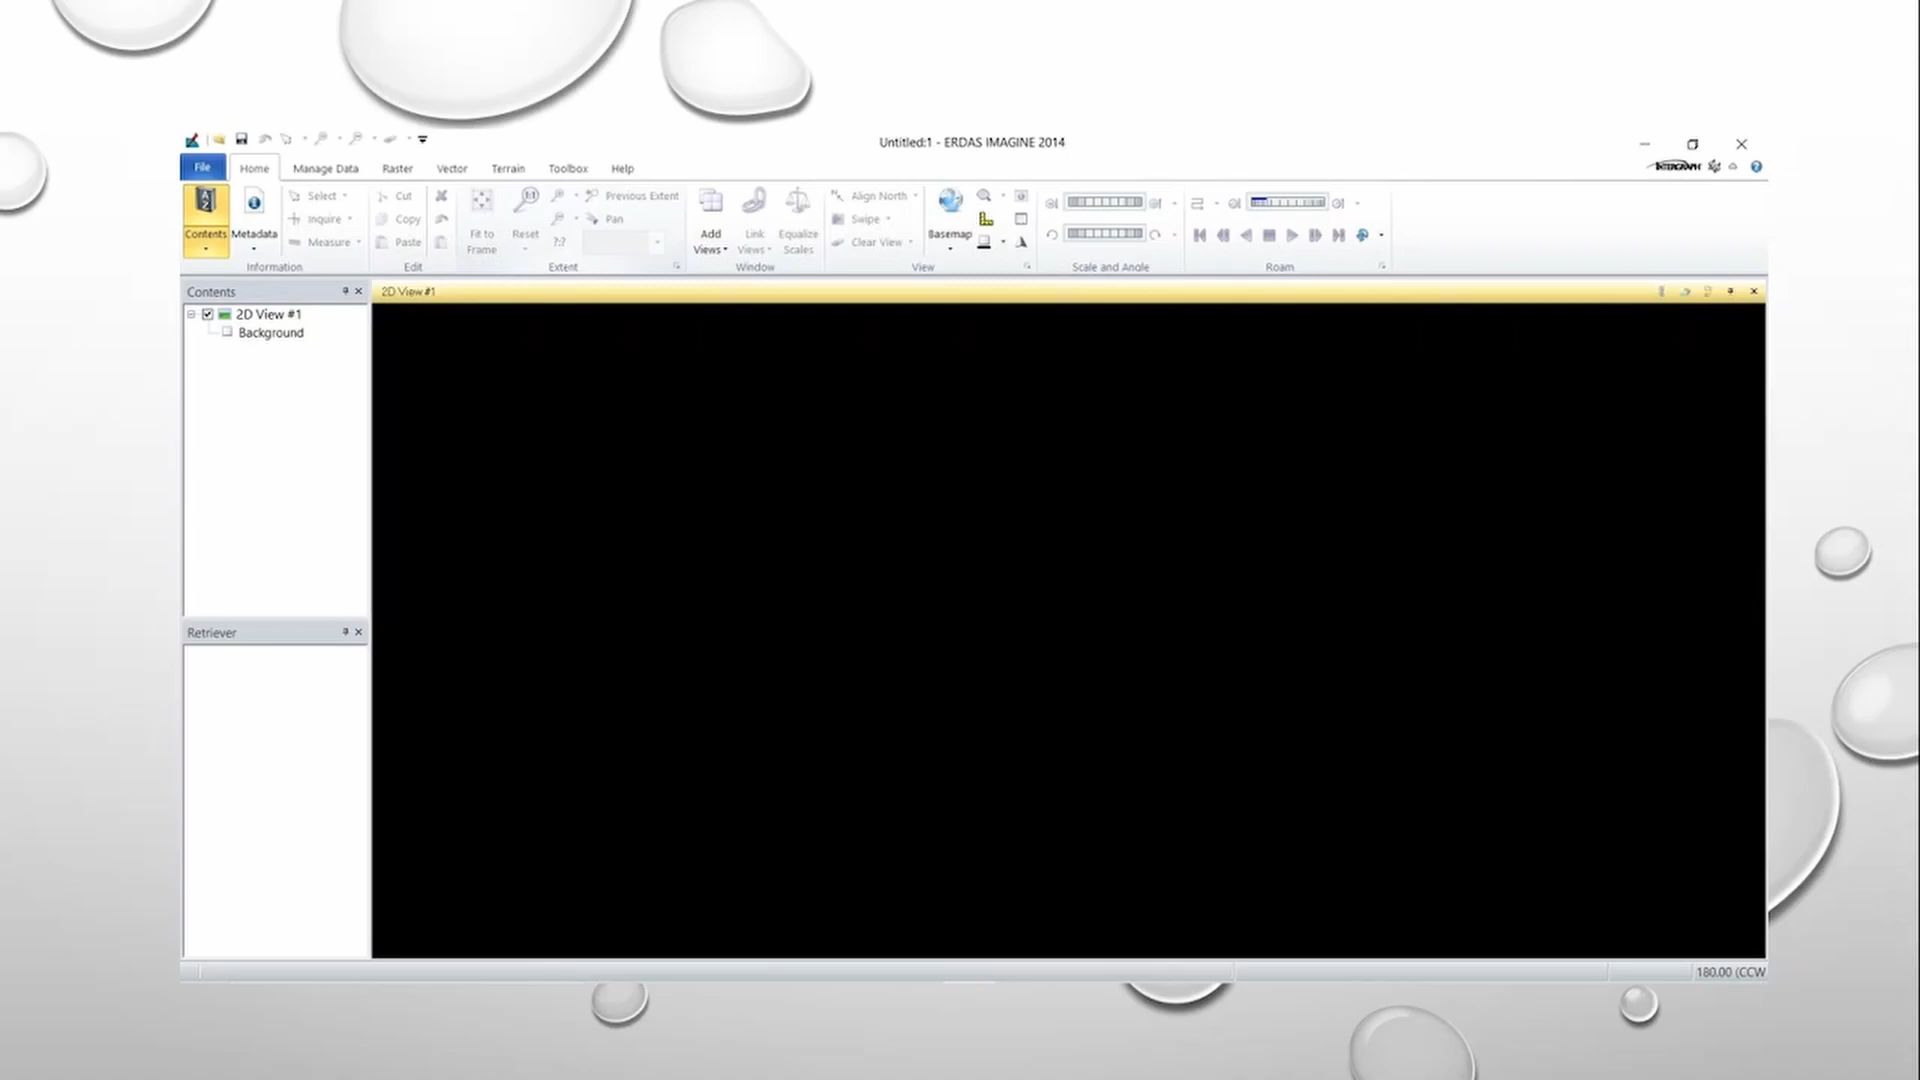 Untitled:1 - ERDAS IMAGINE 2014
File Home Manage Data Raster Vector Terrain Toolbox Help
INTERGRAPH
Contents Metadata
Select
Inquire
Measure
Information
Cut
Copy
Paste
Edit
Fit to
Frame
1:1
Reset
?:?
Previous Extent
Pan
Extent
Add
Views
Link
Views
Equalize
Scales
Window
Align North
Swipe
Clear View
Basemap
View
Scale and Angle
Roam
Contents
2D View #1
Background
2D View #1
Retriever
180.00 (CCW